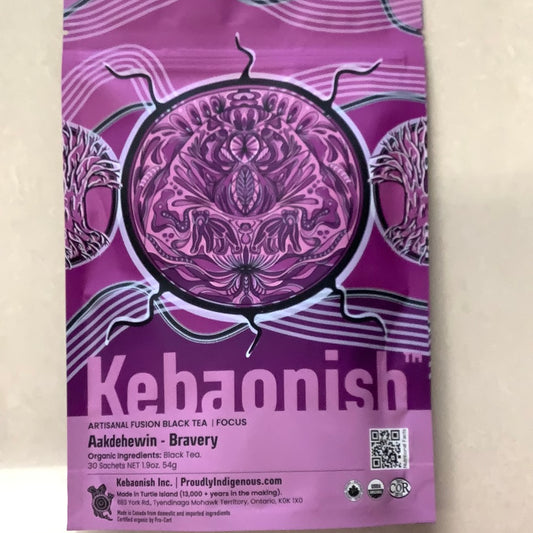 Kebaonish™
ARTISANAL FUSION BLACK TEA | FOCUS
Aakdehewin - Bravery
Organic Ingredients: Black Tea.
30 Sachets NET 1.9oz. 54g
Kebaonish Inc. | ProudlyIndigenous.com
Made in Turtle Island (13,000 + years in the making).
683 York Rd., Tyendinaga Mohawk Territory, Ontario, K0K 1X0
Made in Canada from domestic and imported ingredients
Certified organic by Pro-Cert
COR